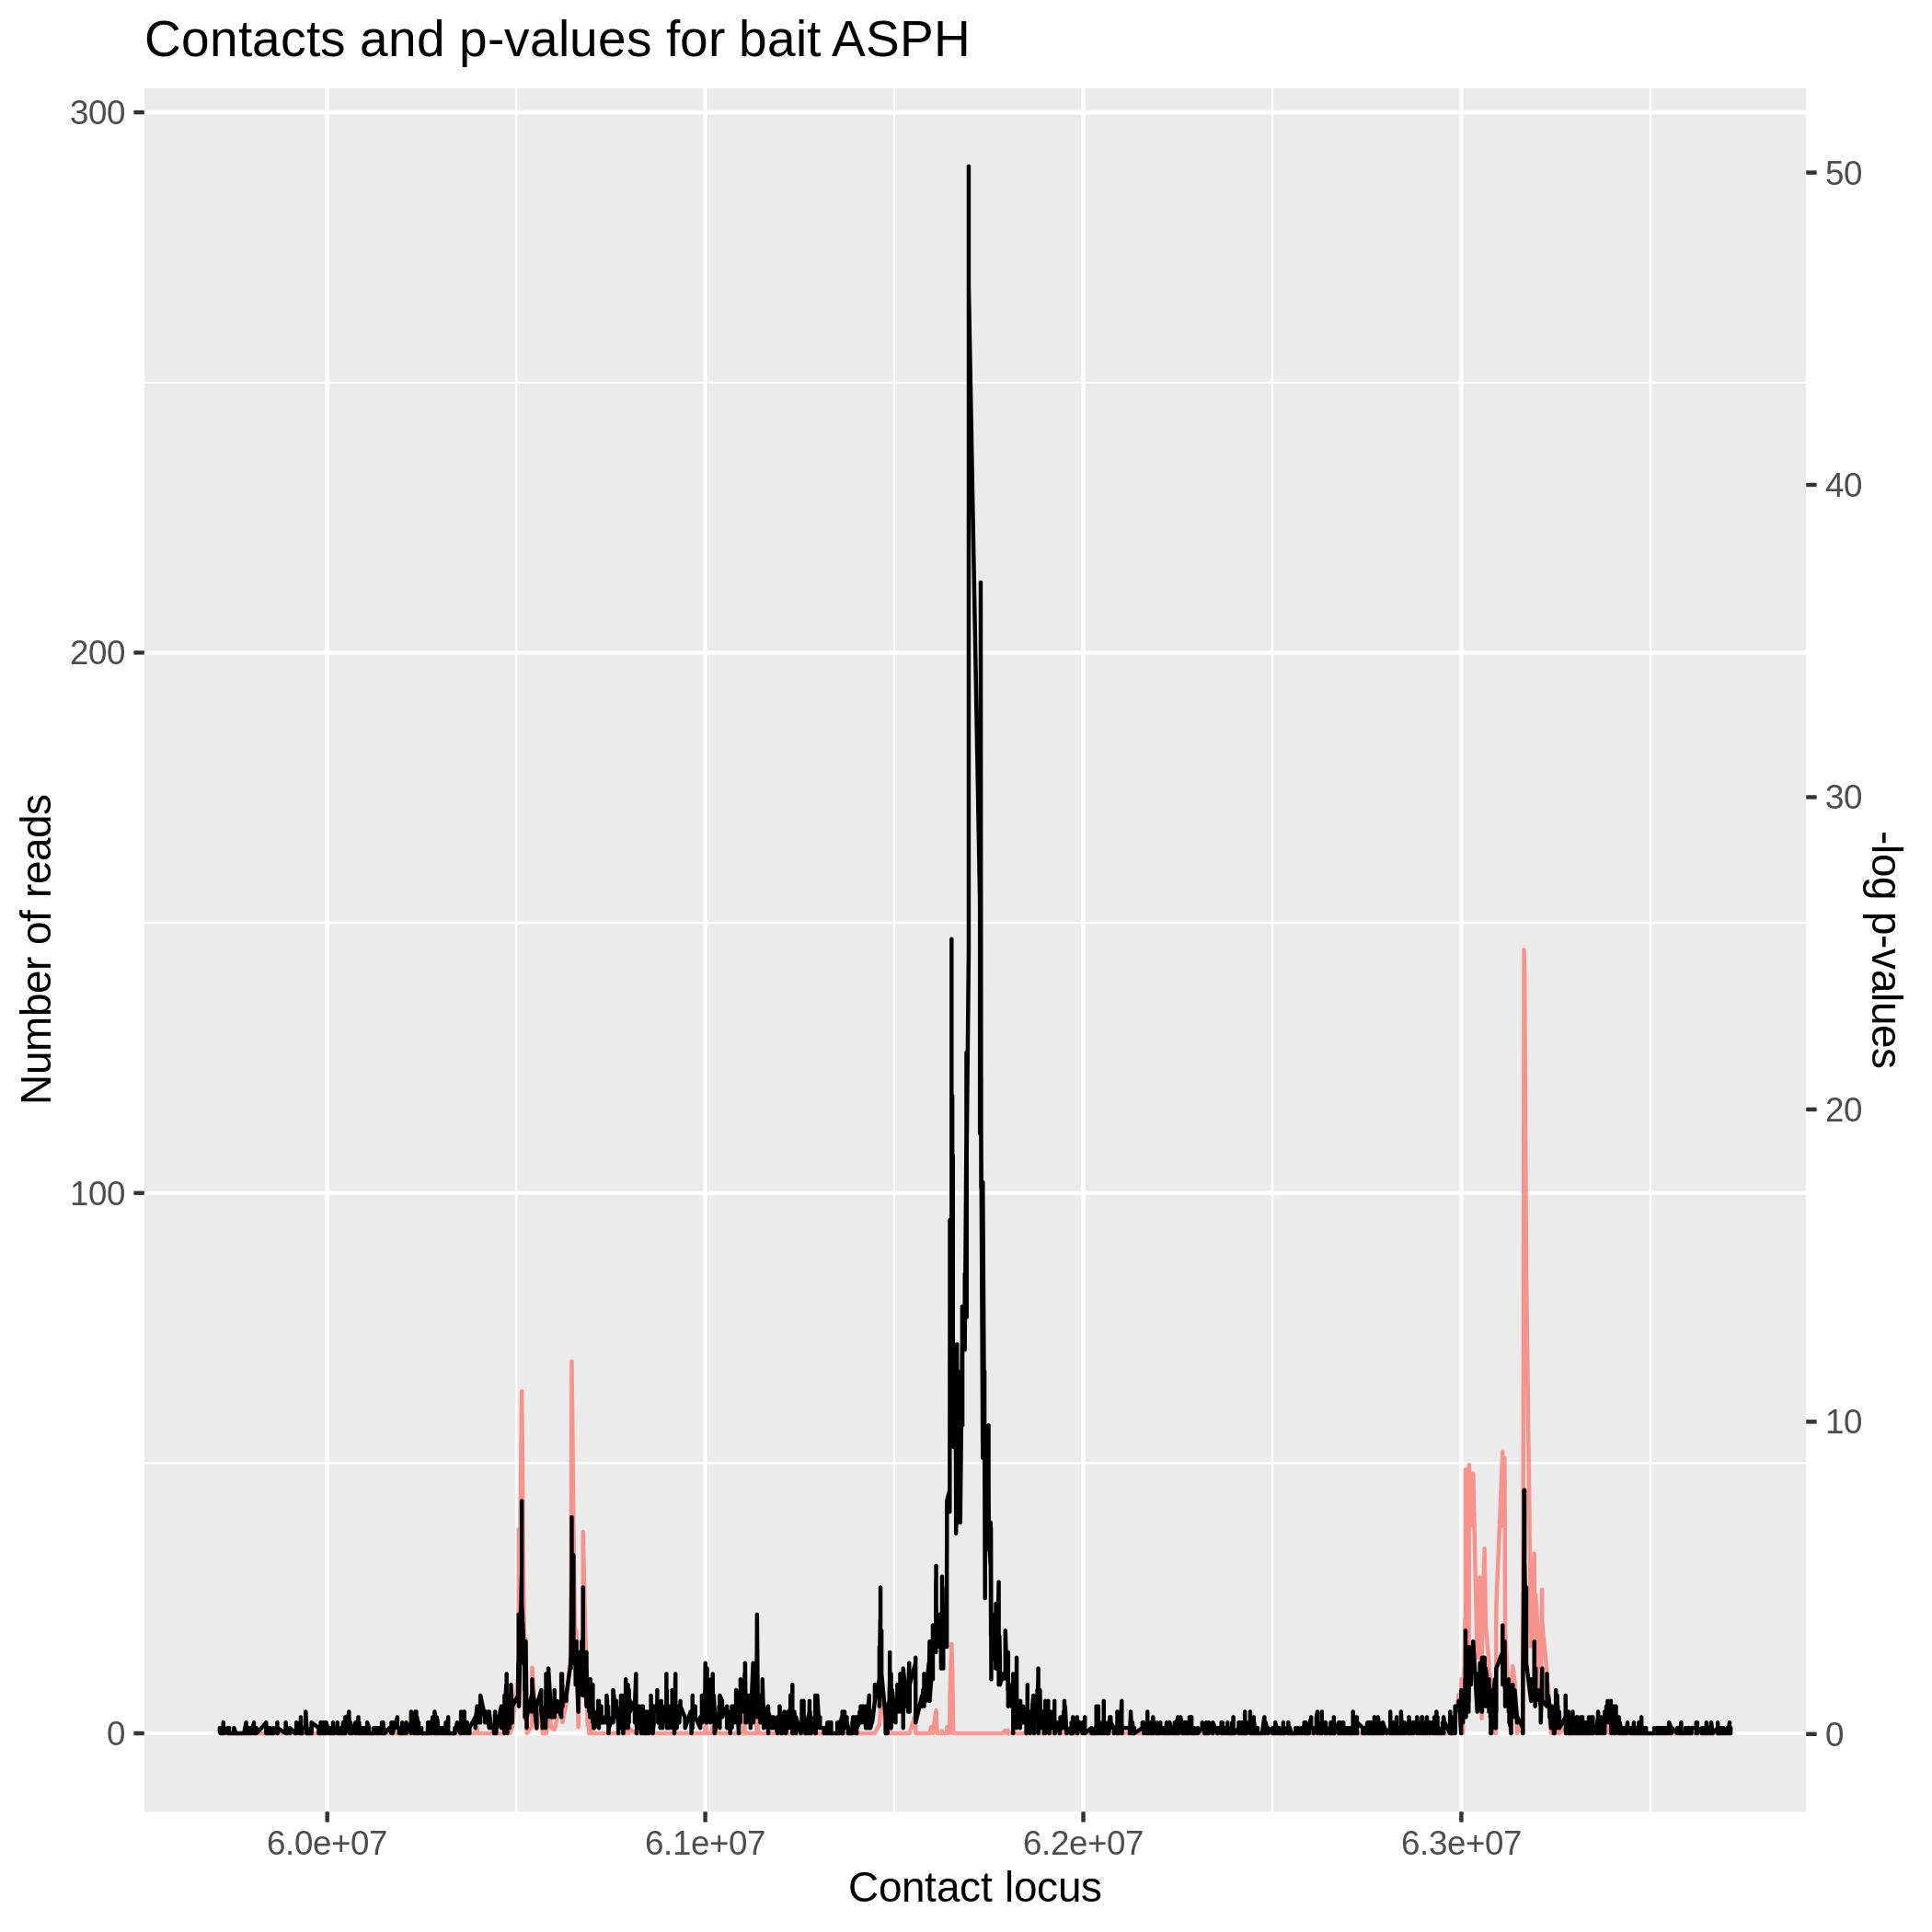 Contacts and p-values for bait ASPH
300
200
100
0
Number of reads
50
40
30
20
10
0
-log p-values
6.0e+07
6.1e+07
6.2e+07
6.3e+07
Contact locus